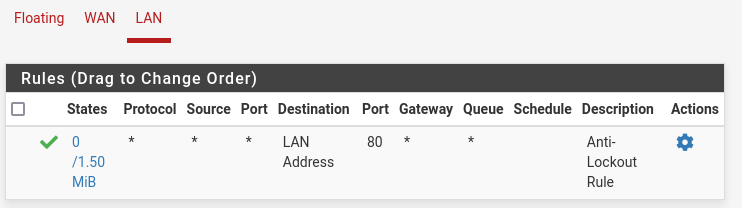 Floating WAN LAN
Rules (Drag to Change Order)
States Protocol Source Port Destination Port Gateway Queue Schedule Description Actions
0 * * * LAN 80 * * Anti-
/1.50 Address Lockout
MiB Rule